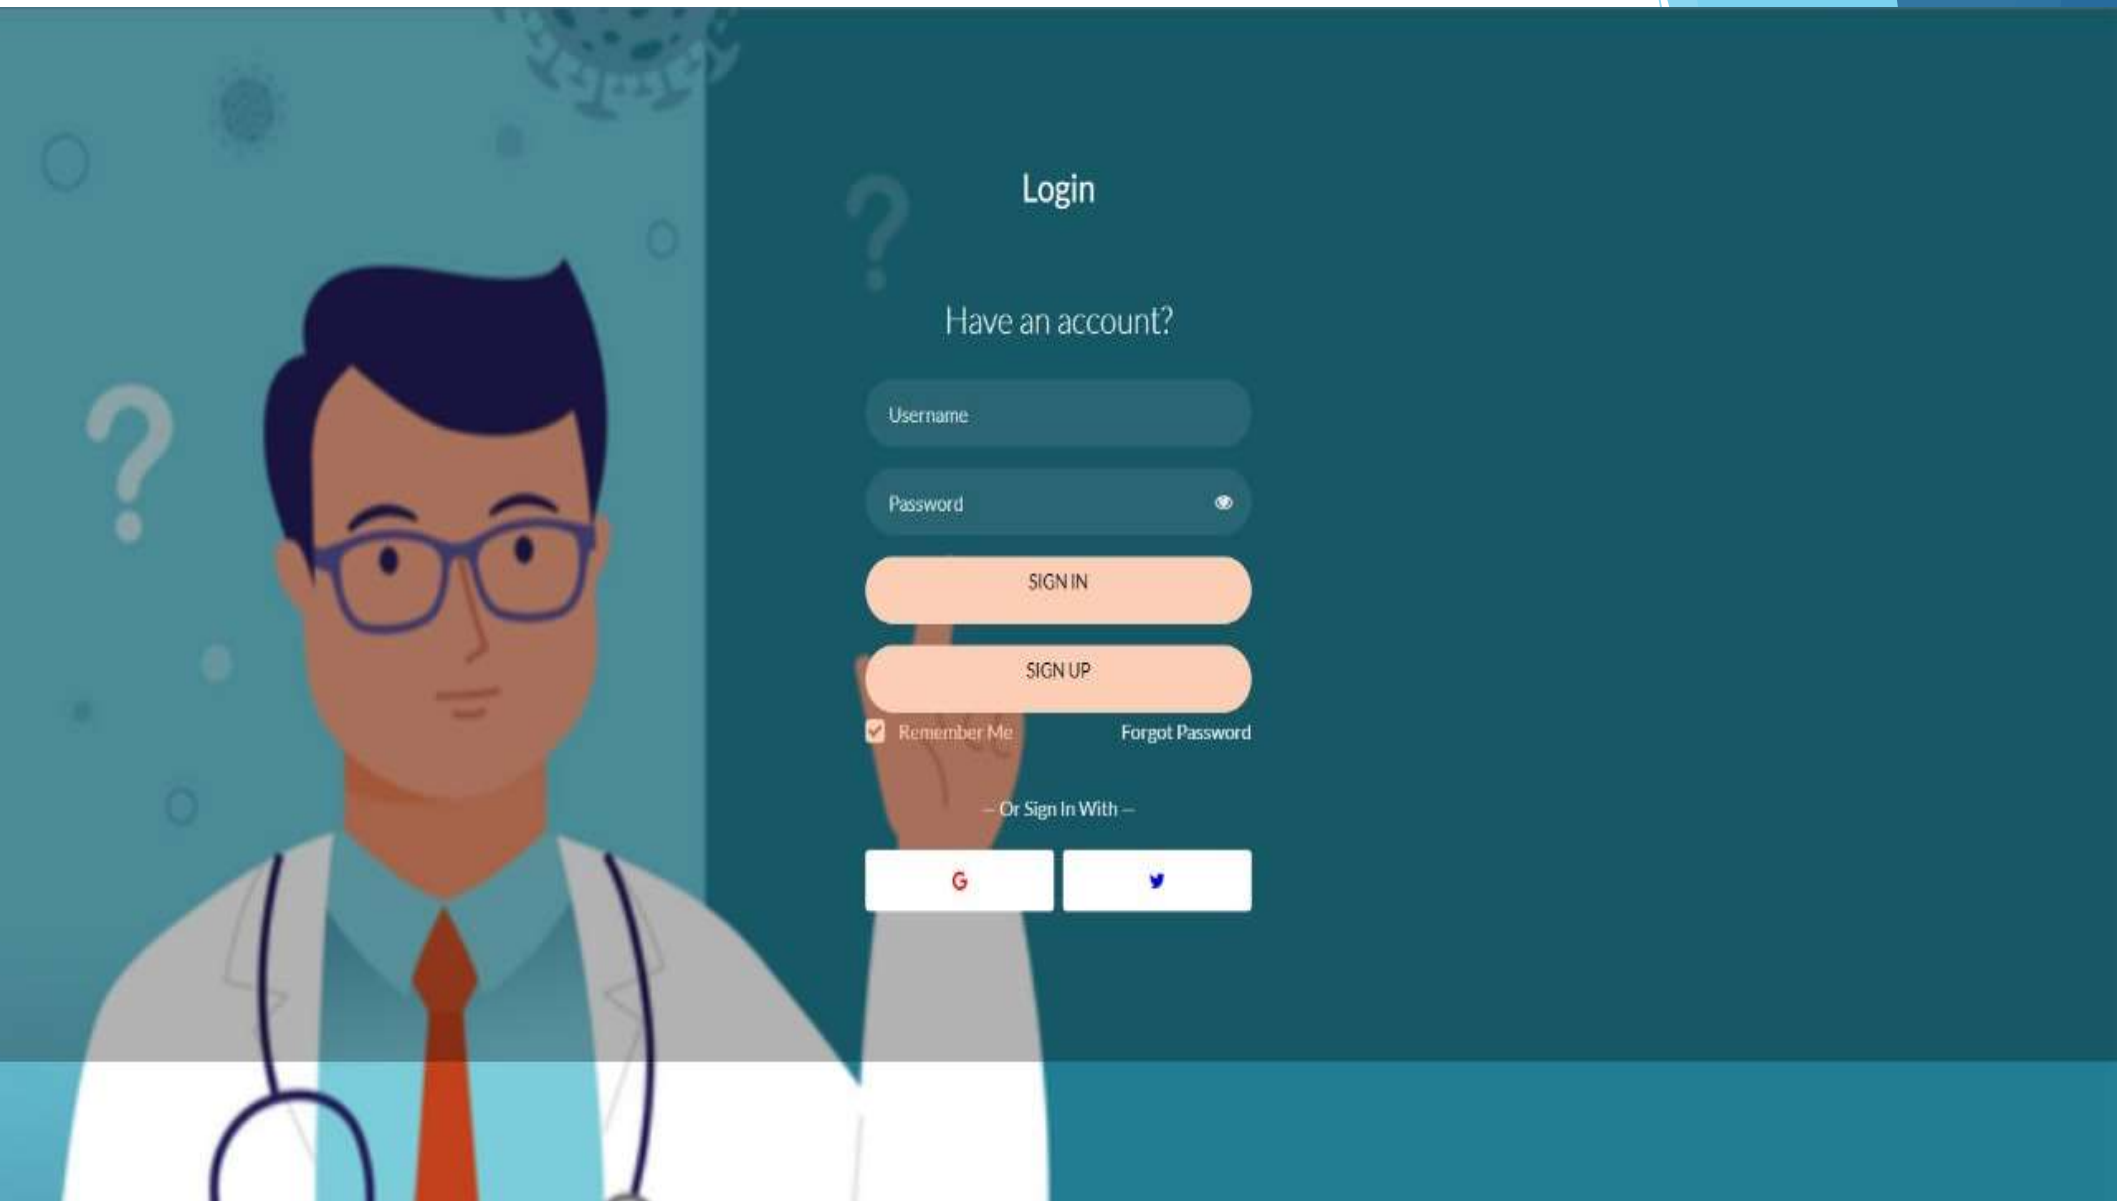 Login
Have an account?
Username
Password
SIGN IN
SIGN UP
Remember Me
Forgot Password
— Or Sign In With —
G